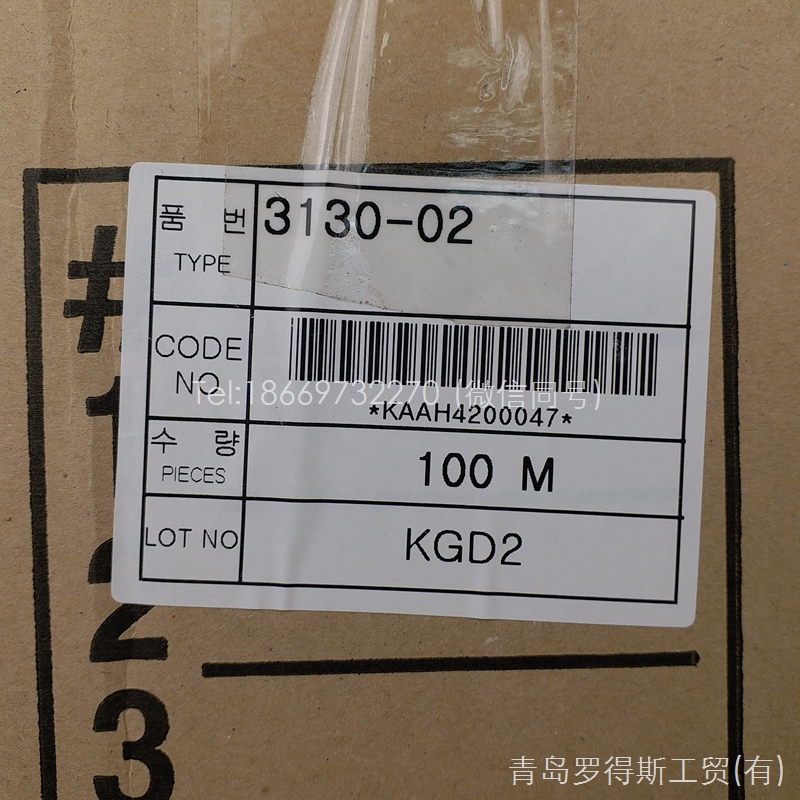 품 번 3130-02
TYPE
CODE
NO.
*KAAH4200047*
Tel:18669732270 (微信同号)
수 량
PIECES
100 M
LOT NO
KGD2
#
1
2
3
青岛罗得斯工贸(有)